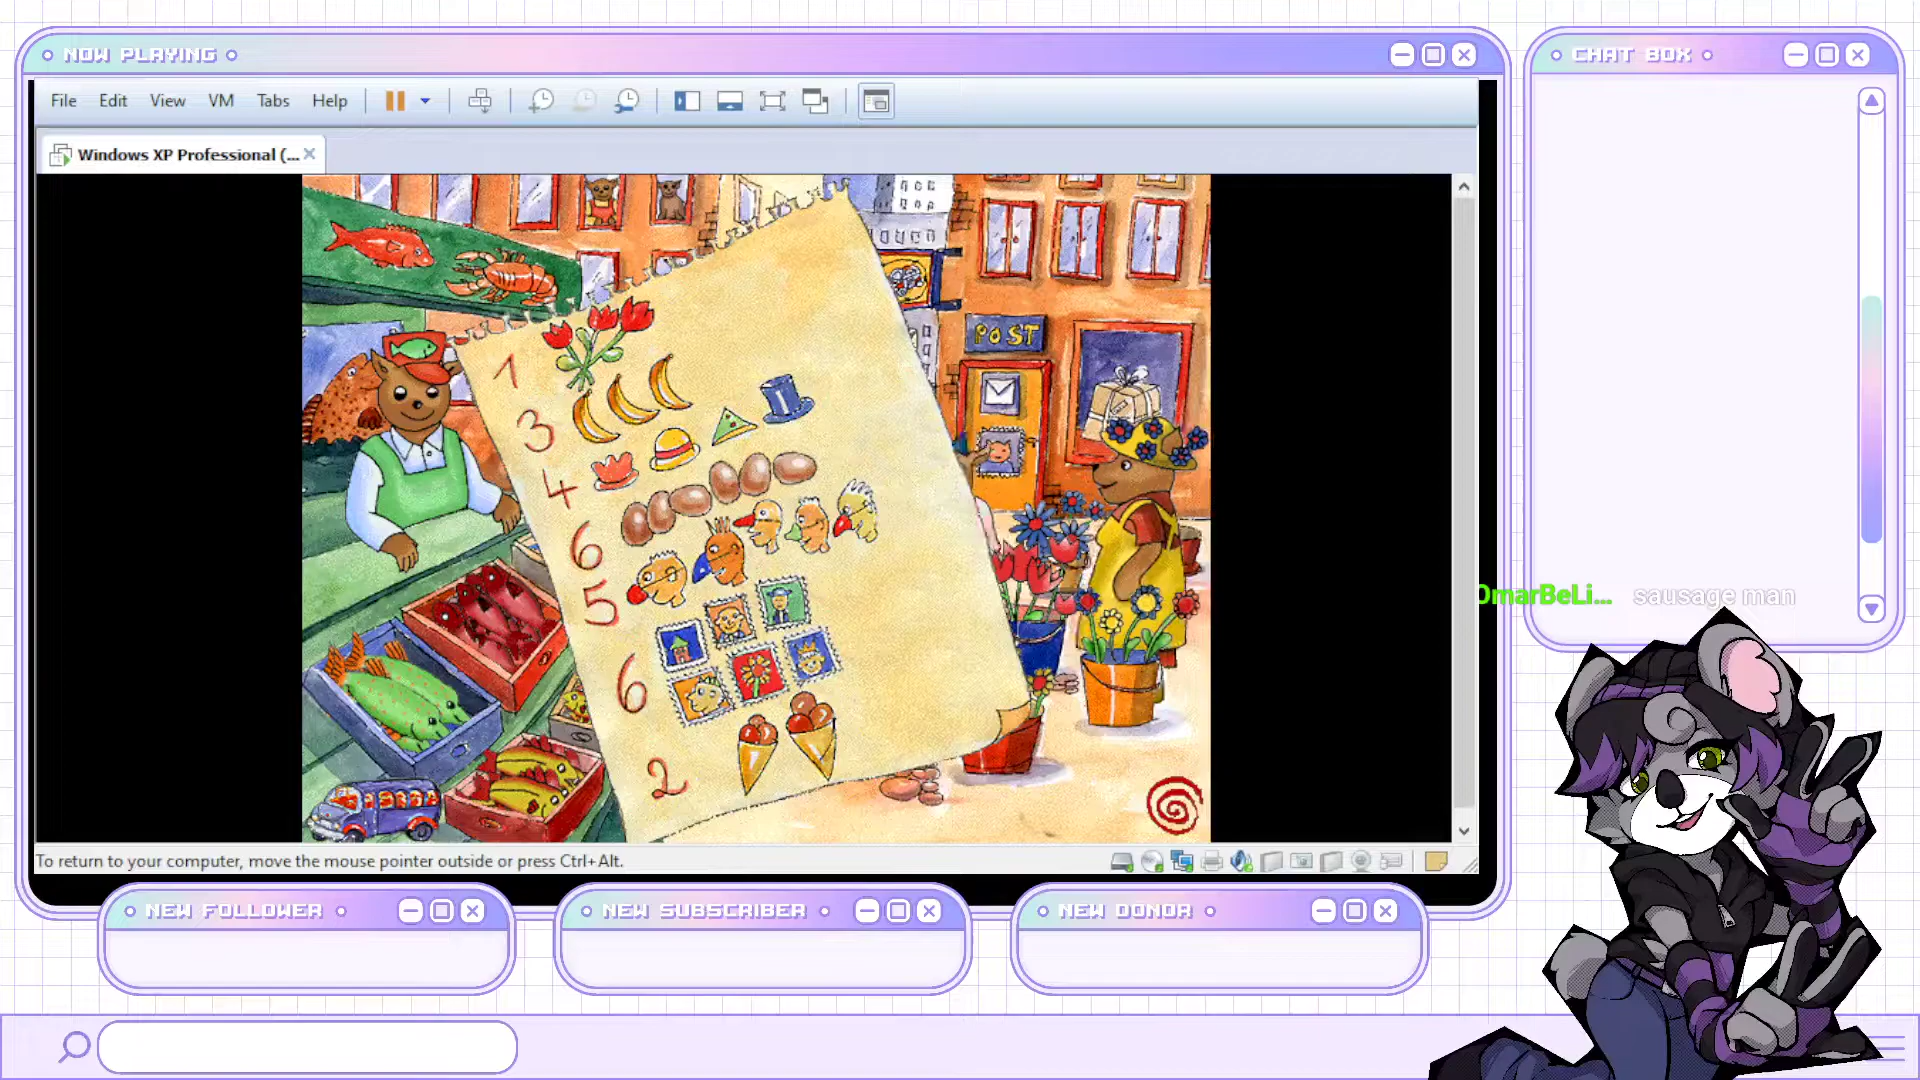 NOW PLAYING
CHAT BOX
File Edit View VM Tabs Help
Windows XP Professional (...
POST
1
3
4
6
5
6
2
OmarBeLi... sausage man
To return to your computer, move the mouse pointer outside or press Ctrl+Alt.
NEW FOLLOWER
NEW SUBSCRIBER
NEW DONOR